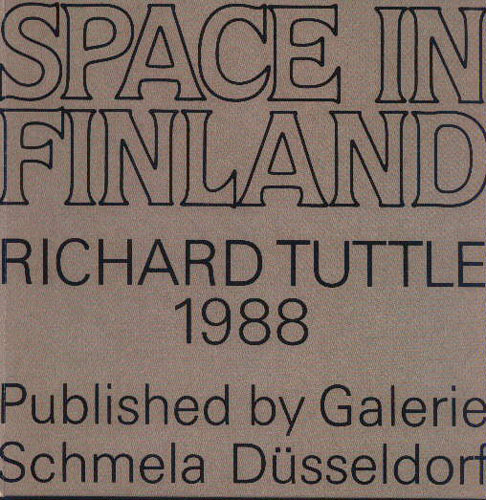 SPACE IN
FINLAND
RICHARD TUTTLE
1988
Published by Galerie
Schmela Düsseldorf